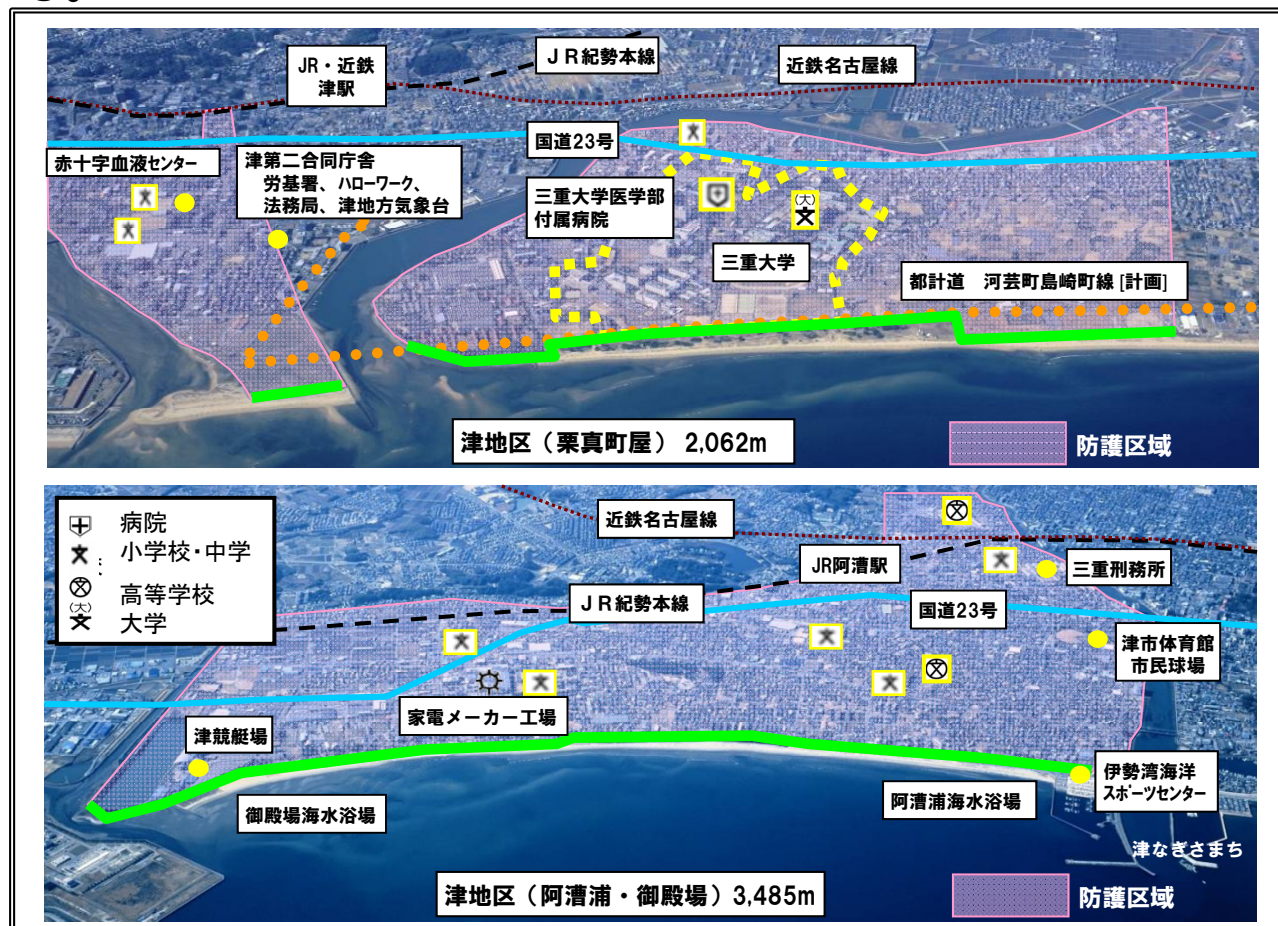 る。
JR・近鉄
津駅
ＪＲ紀勢本線
近鉄名古屋線
国道23号
赤十字血液センター
津第二合同庁舎
労基署、ハローワーク、
法務局、津地方気象台
三重大学医学部
付属病院
(大)
文
三重大学
都計道　河芸町島崎町線 [計画]
津地区（栗真町屋） 2,062m
防護区域
病院
小学校・中学
高等学校
(大)
文
大学
近鉄名古屋線
JR阿漕駅
ＪＲ紀勢本線
国道23号
三重刑務所
津市体育館
市民球場
家電メーカー工場
津競艇場
御殿場海水浴場
阿漕浦海水浴場
伊勢湾海洋
スポーツセンター
津なぎさまち
津地区（阿漕浦・御殿場）3,485m
防護区域